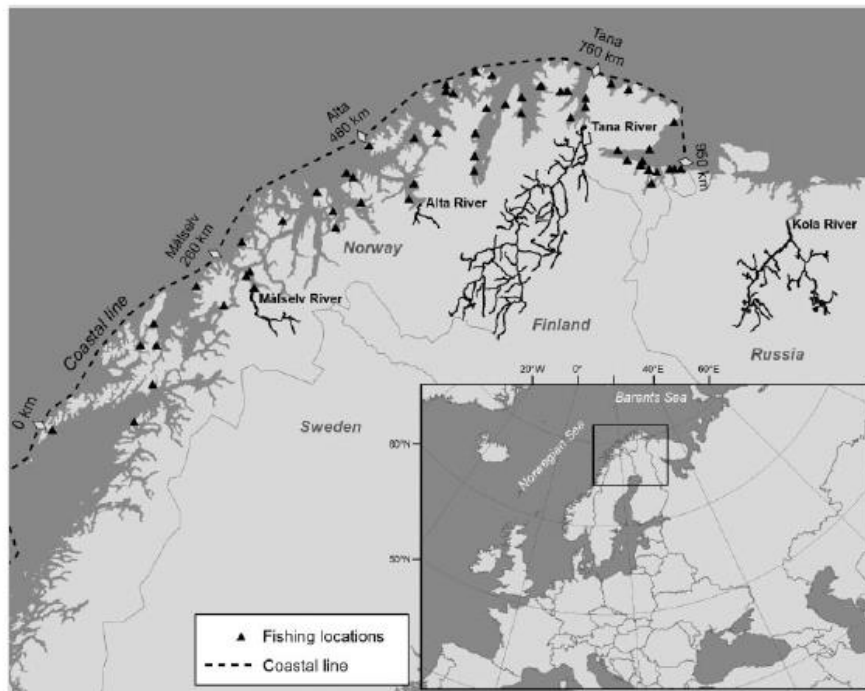 Tana
760 km
Alta
480 km
Tana River
950 km
Målselv
260 km
Alta River
Kola River
Norway
Målselv River
Coastal line
Finland
Russia
0 km
Sweden
20°W
0°
20°E
40°E
60°E
Barents Sea
Norwegian Sea
60°N
50°N
Fishing locations
Coastal line